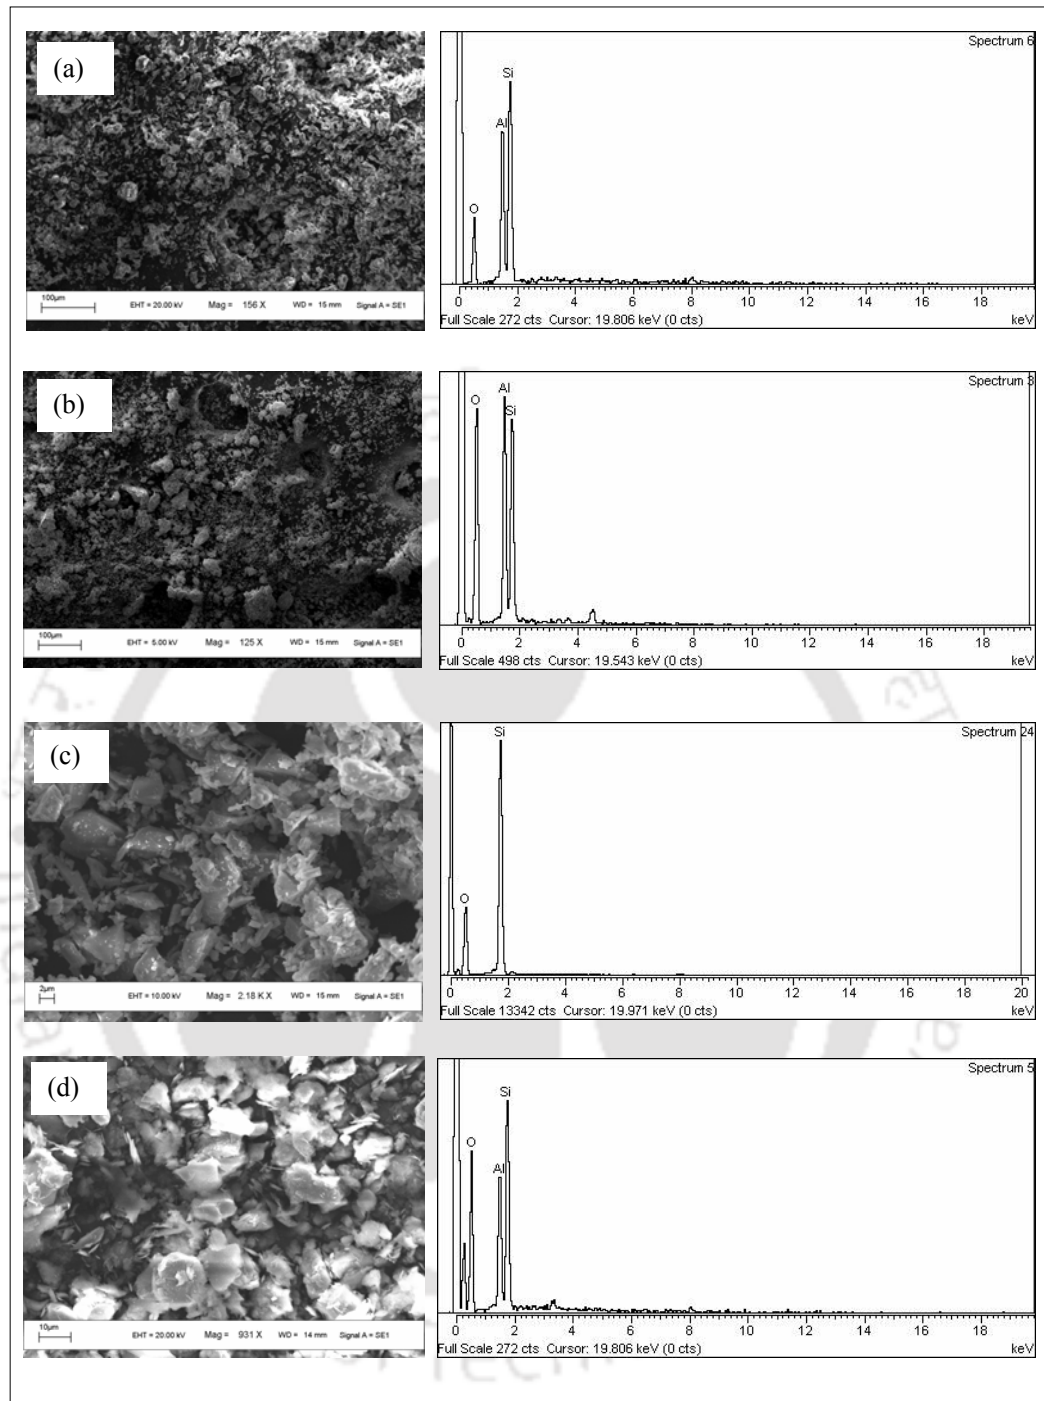 (a)
100µm
EHT = 20.00 kV Mag = 156 X WD = 15 mm Signal A = SE1
Spectrum 6
Si
Al
O
0 2 4 6 8 10 12 14 16 18
Full Scale 272 cts Cursor: 19.806 keV (0 cts) keV
(b)
100µm
EHT = 5.00 kV Mag = 125 X WD = 15 mm Signal A = SE1
Spectrum 3
Al
O
Si
0 2 4 6 8 10 12 14 16 18
Full Scale 498 cts Cursor: 19.543 keV (0 cts) keV
(c)
2µm
EHT = 10.00 kV Mag = 2.18 K X WD = 15 mm Signal A = SE1
Spectrum 24
Si
O
0 2 4 6 8 10 12 14 16 18 20
Full Scale 13342 cts Cursor: 19.971 keV (0 cts) keV
(d)
10µm
EHT = 20.00 kV Mag = 931 X WD = 14 mm Signal A = SE1
Spectrum 5
Si
O
Al
0 2 4 6 8 10 12 14 16 18
Full Scale 272 cts Cursor: 19.806 keV (0 cts) keV